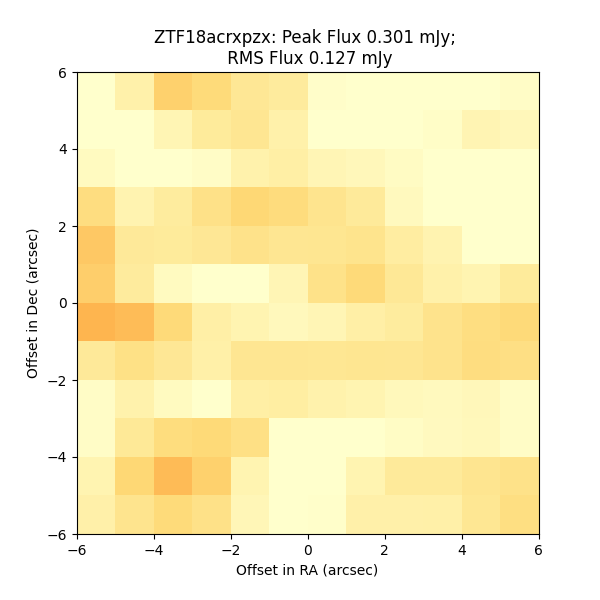 ZTF18acrxpzx: Peak Flux 0.301 mJy;
RMS Flux 0.127 mJy
6
4
2
0
−2
−4
−6
Offset in Dec (arcsec)
−6 −4 −2 0 2 4 6
Offset in RA (arcsec)